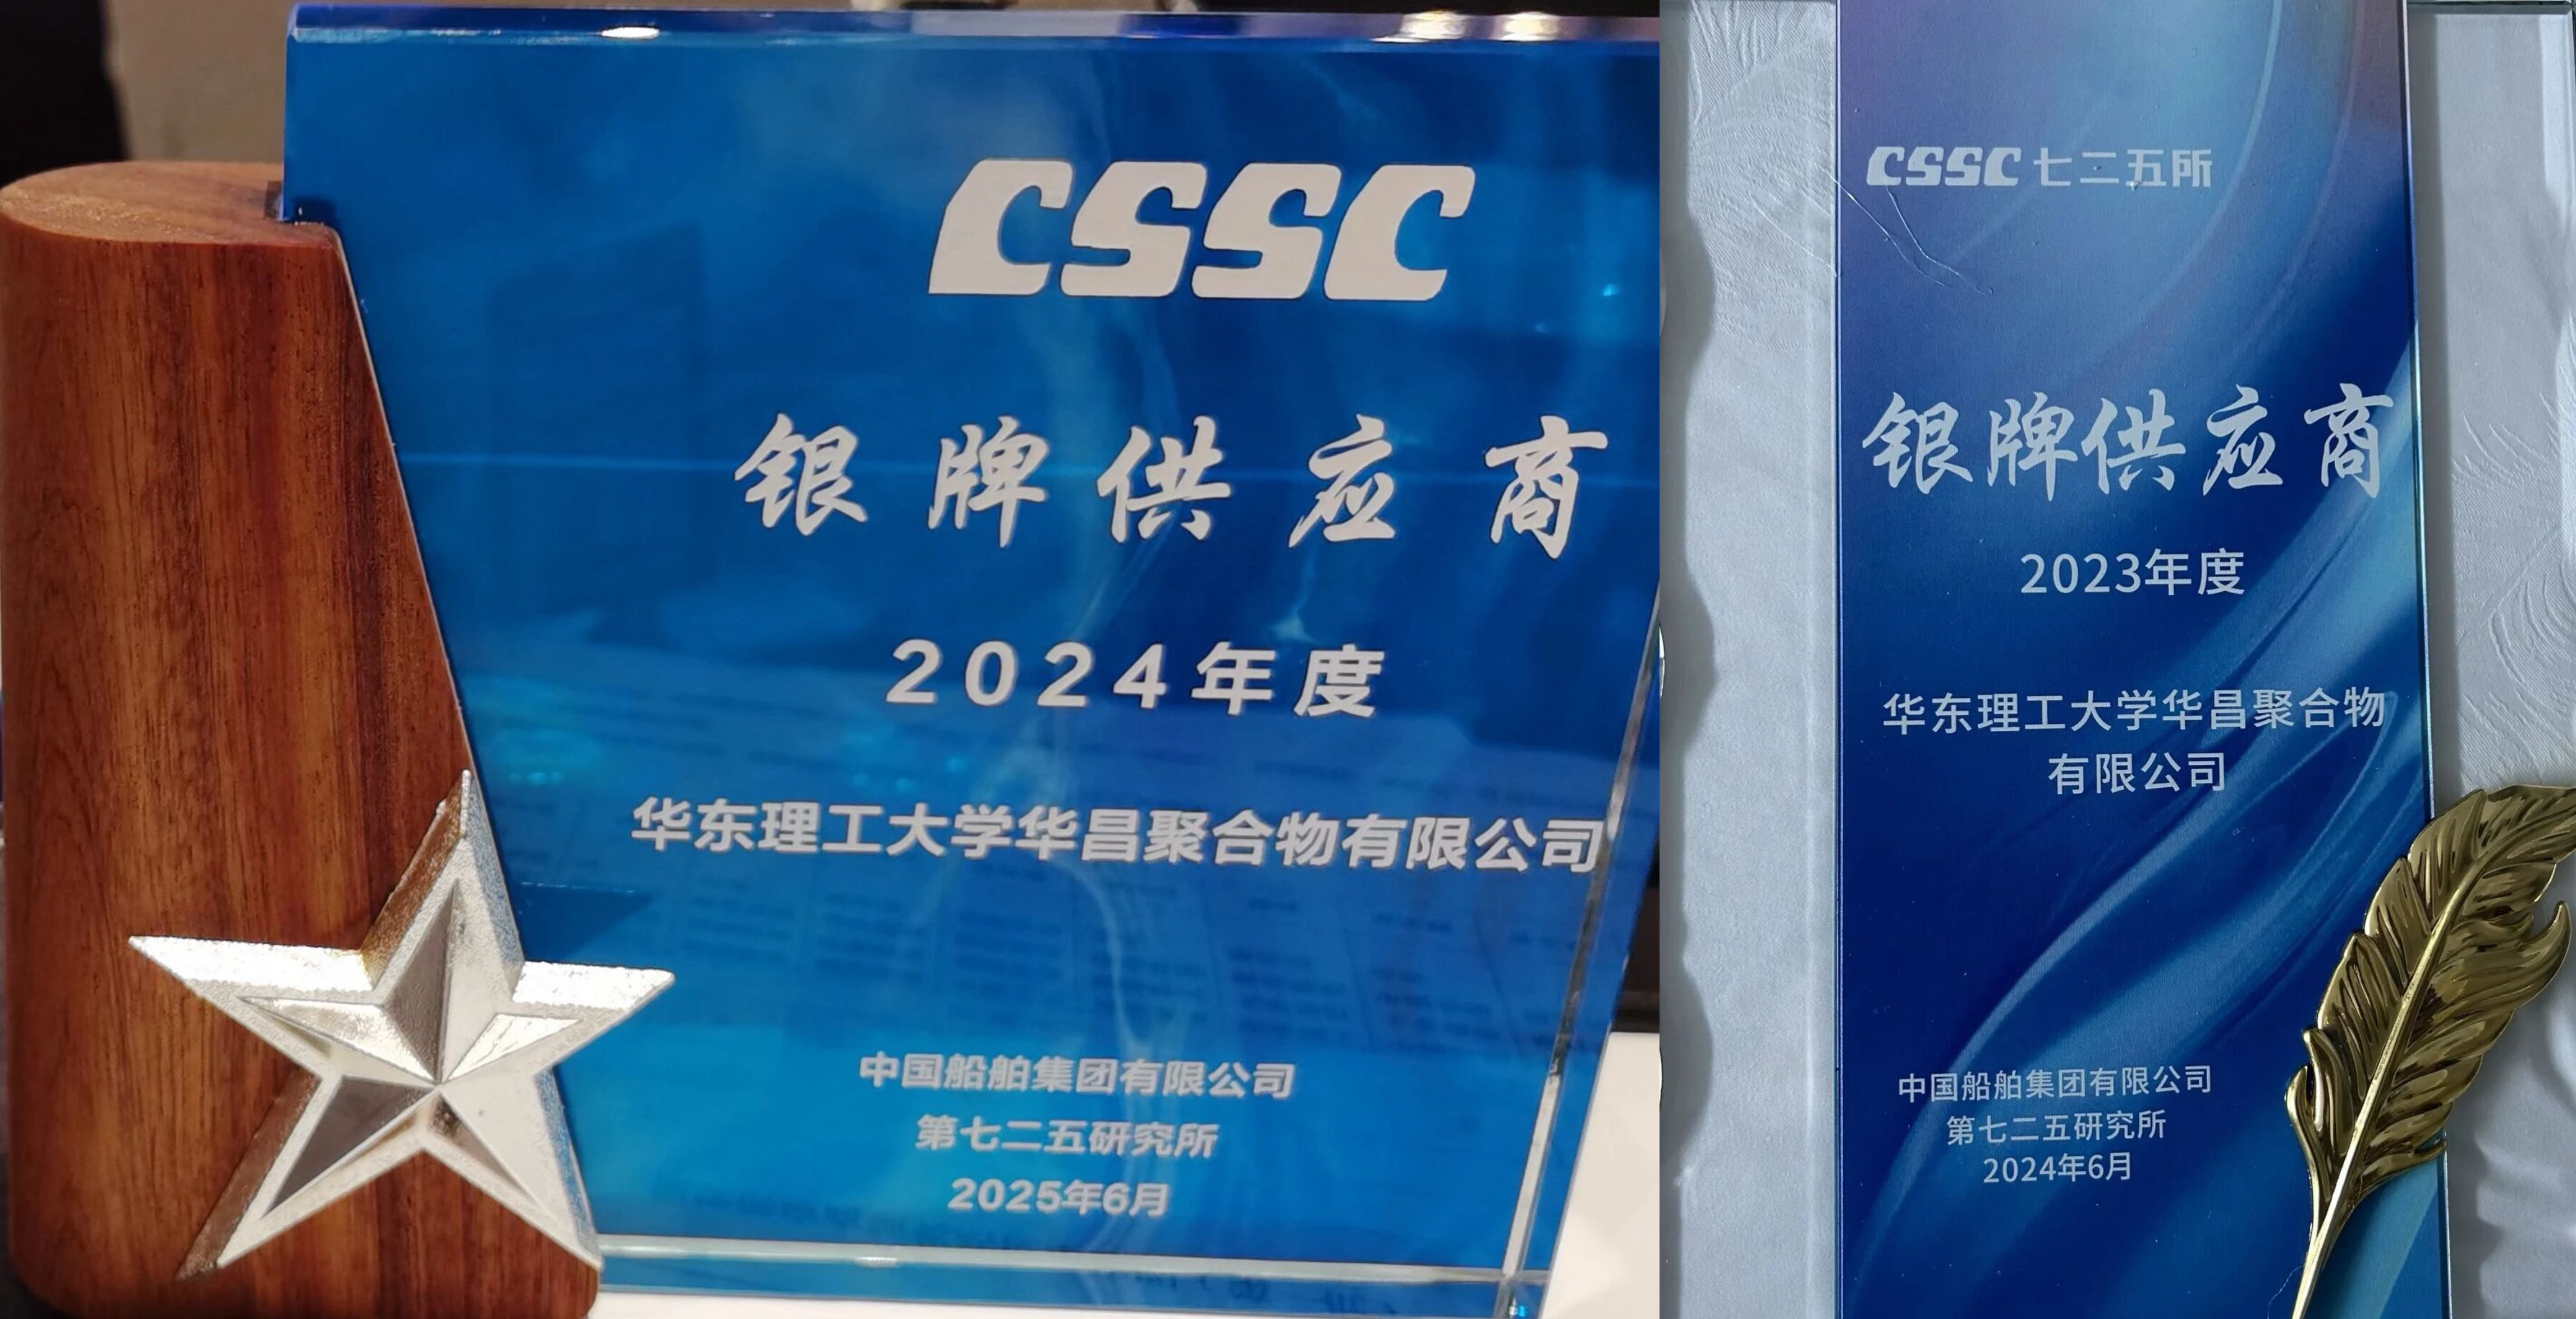 CSSC
银牌供应商
2024年度
华东理工大学华昌聚合物有限公司
中国船舶集团有限公司
第七二五研究所
2025年6月
CSSC 七二五所
银牌供应商
2023年度
华东理工大学华昌聚合物
有限公司
中国船舶集团有限公司
第七二五研究所
2024年6月